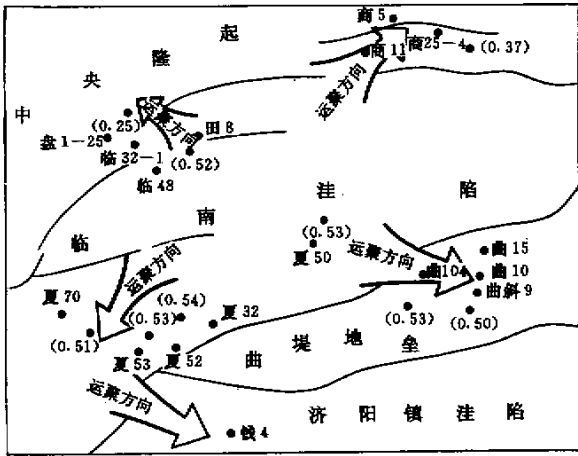 商5
商11
商25-4
(0.37)
运聚方向
中央隆起
(0.25)
运聚方向
田8
盘1-25
临32-1
(0.52)
临48
临南洼陷
(0.53)
夏50
运聚方向
曲15
曲104
曲10
曲斜9
(0.53)
(0.50)
运聚方向
夏70
(0.54)
(0.53)
夏32
(0.51)
夏53
夏52
曲堤地垒
运聚方向
钱4
济阳镇洼陷